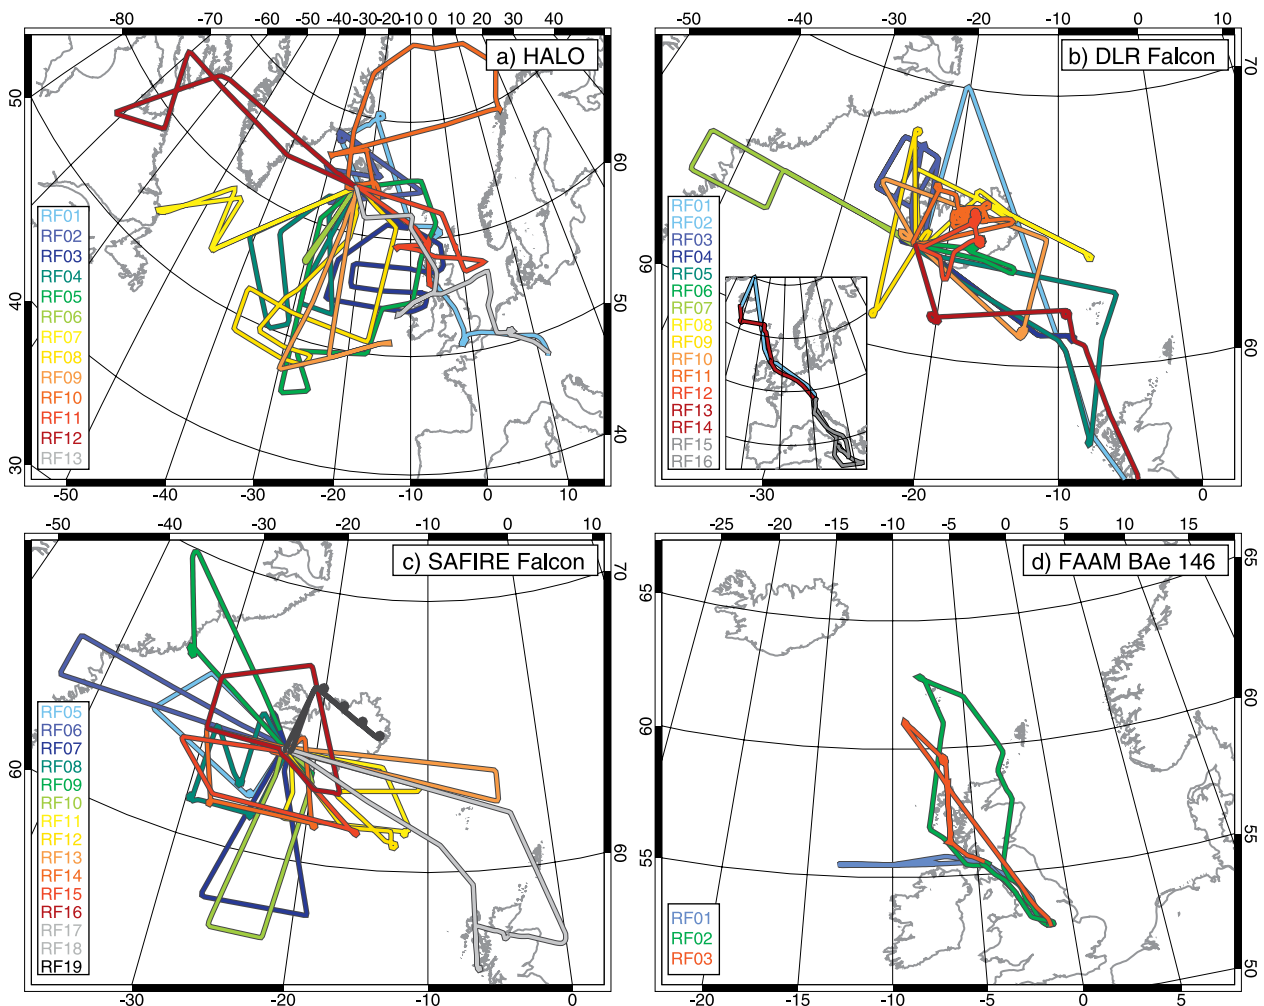 -80 -70 -60 -50 -40 -30 -20 -10 0 10 20 25 30 40 50
a) HALO
50
40
30
60
50
40
RF01
RF02
RF03
RF04
RF05
RF06
RF07
RF08
RF09
RF10
RF11
RF12
RF13
-50 -40 -30 -20 -10 0 10
-50 -40 -30 -20 -10 0 10
b) DLR Falcon
70
60
60
RF01
RF02
RF03
RF04
RF05
RF06
RF07
RF08
RF09
RF10
RF11
RF12
RF13
RF14
RF15
RF16
-30 -20 -10 0
-50 -40 -30 -20 -10 0 10
c) SAFIRE Falcon
70
60
60
RF05
RF06
RF07
RF08
RF09
RF10
RF11
RF12
RF13
RF14
RF15
RF16
RF17
RF18
RF19
-30 -20 -10 0
-25 -20 -15 -10 -5 0 5 10 15
d) FAAM BAe 146
65
60
55
65
60
55
50
RF01
RF02
RF03
-20 -15 -10 -5 0 5